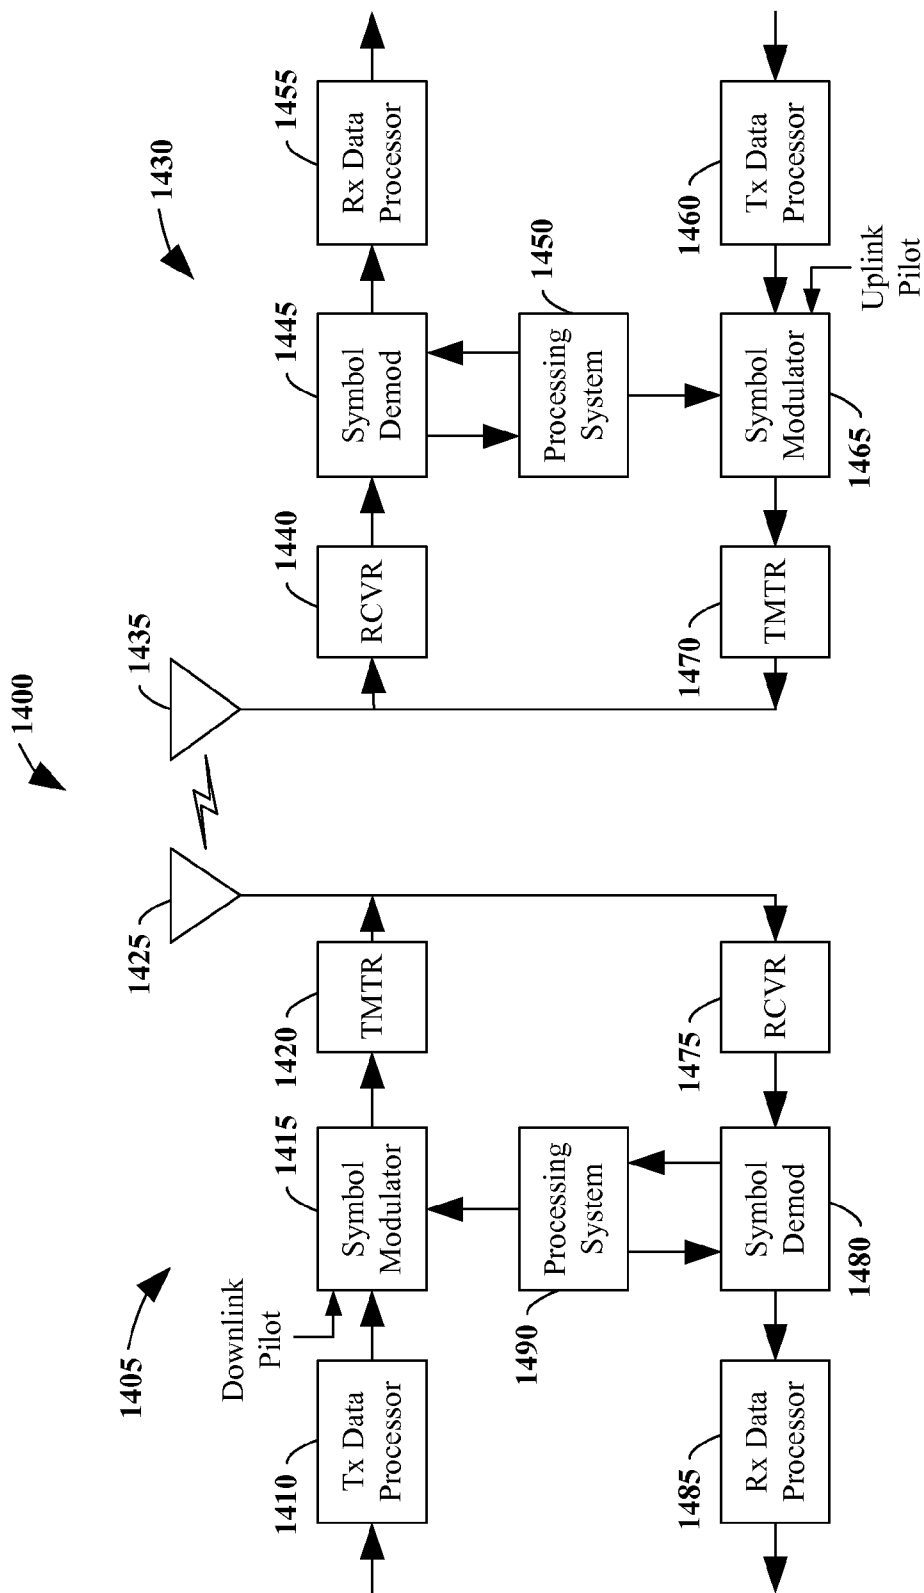 1400
1405
1430
1425
1435
Downlink
Pilot
1410
Tx Data
Processor
1415
Symbol
Modulator
1420
TMTR
1440
RCVR
1445
Symbol
Demod
1455
Rx Data
Processor
1490
Processing
System
1450
Processing
System
1485
Rx Data
Processor
1480
Symbol
Demod
1475
RCVR
1470
TMTR
1465
Symbol
Modulator
1460
Tx Data
Processor
Uplink
Pilot